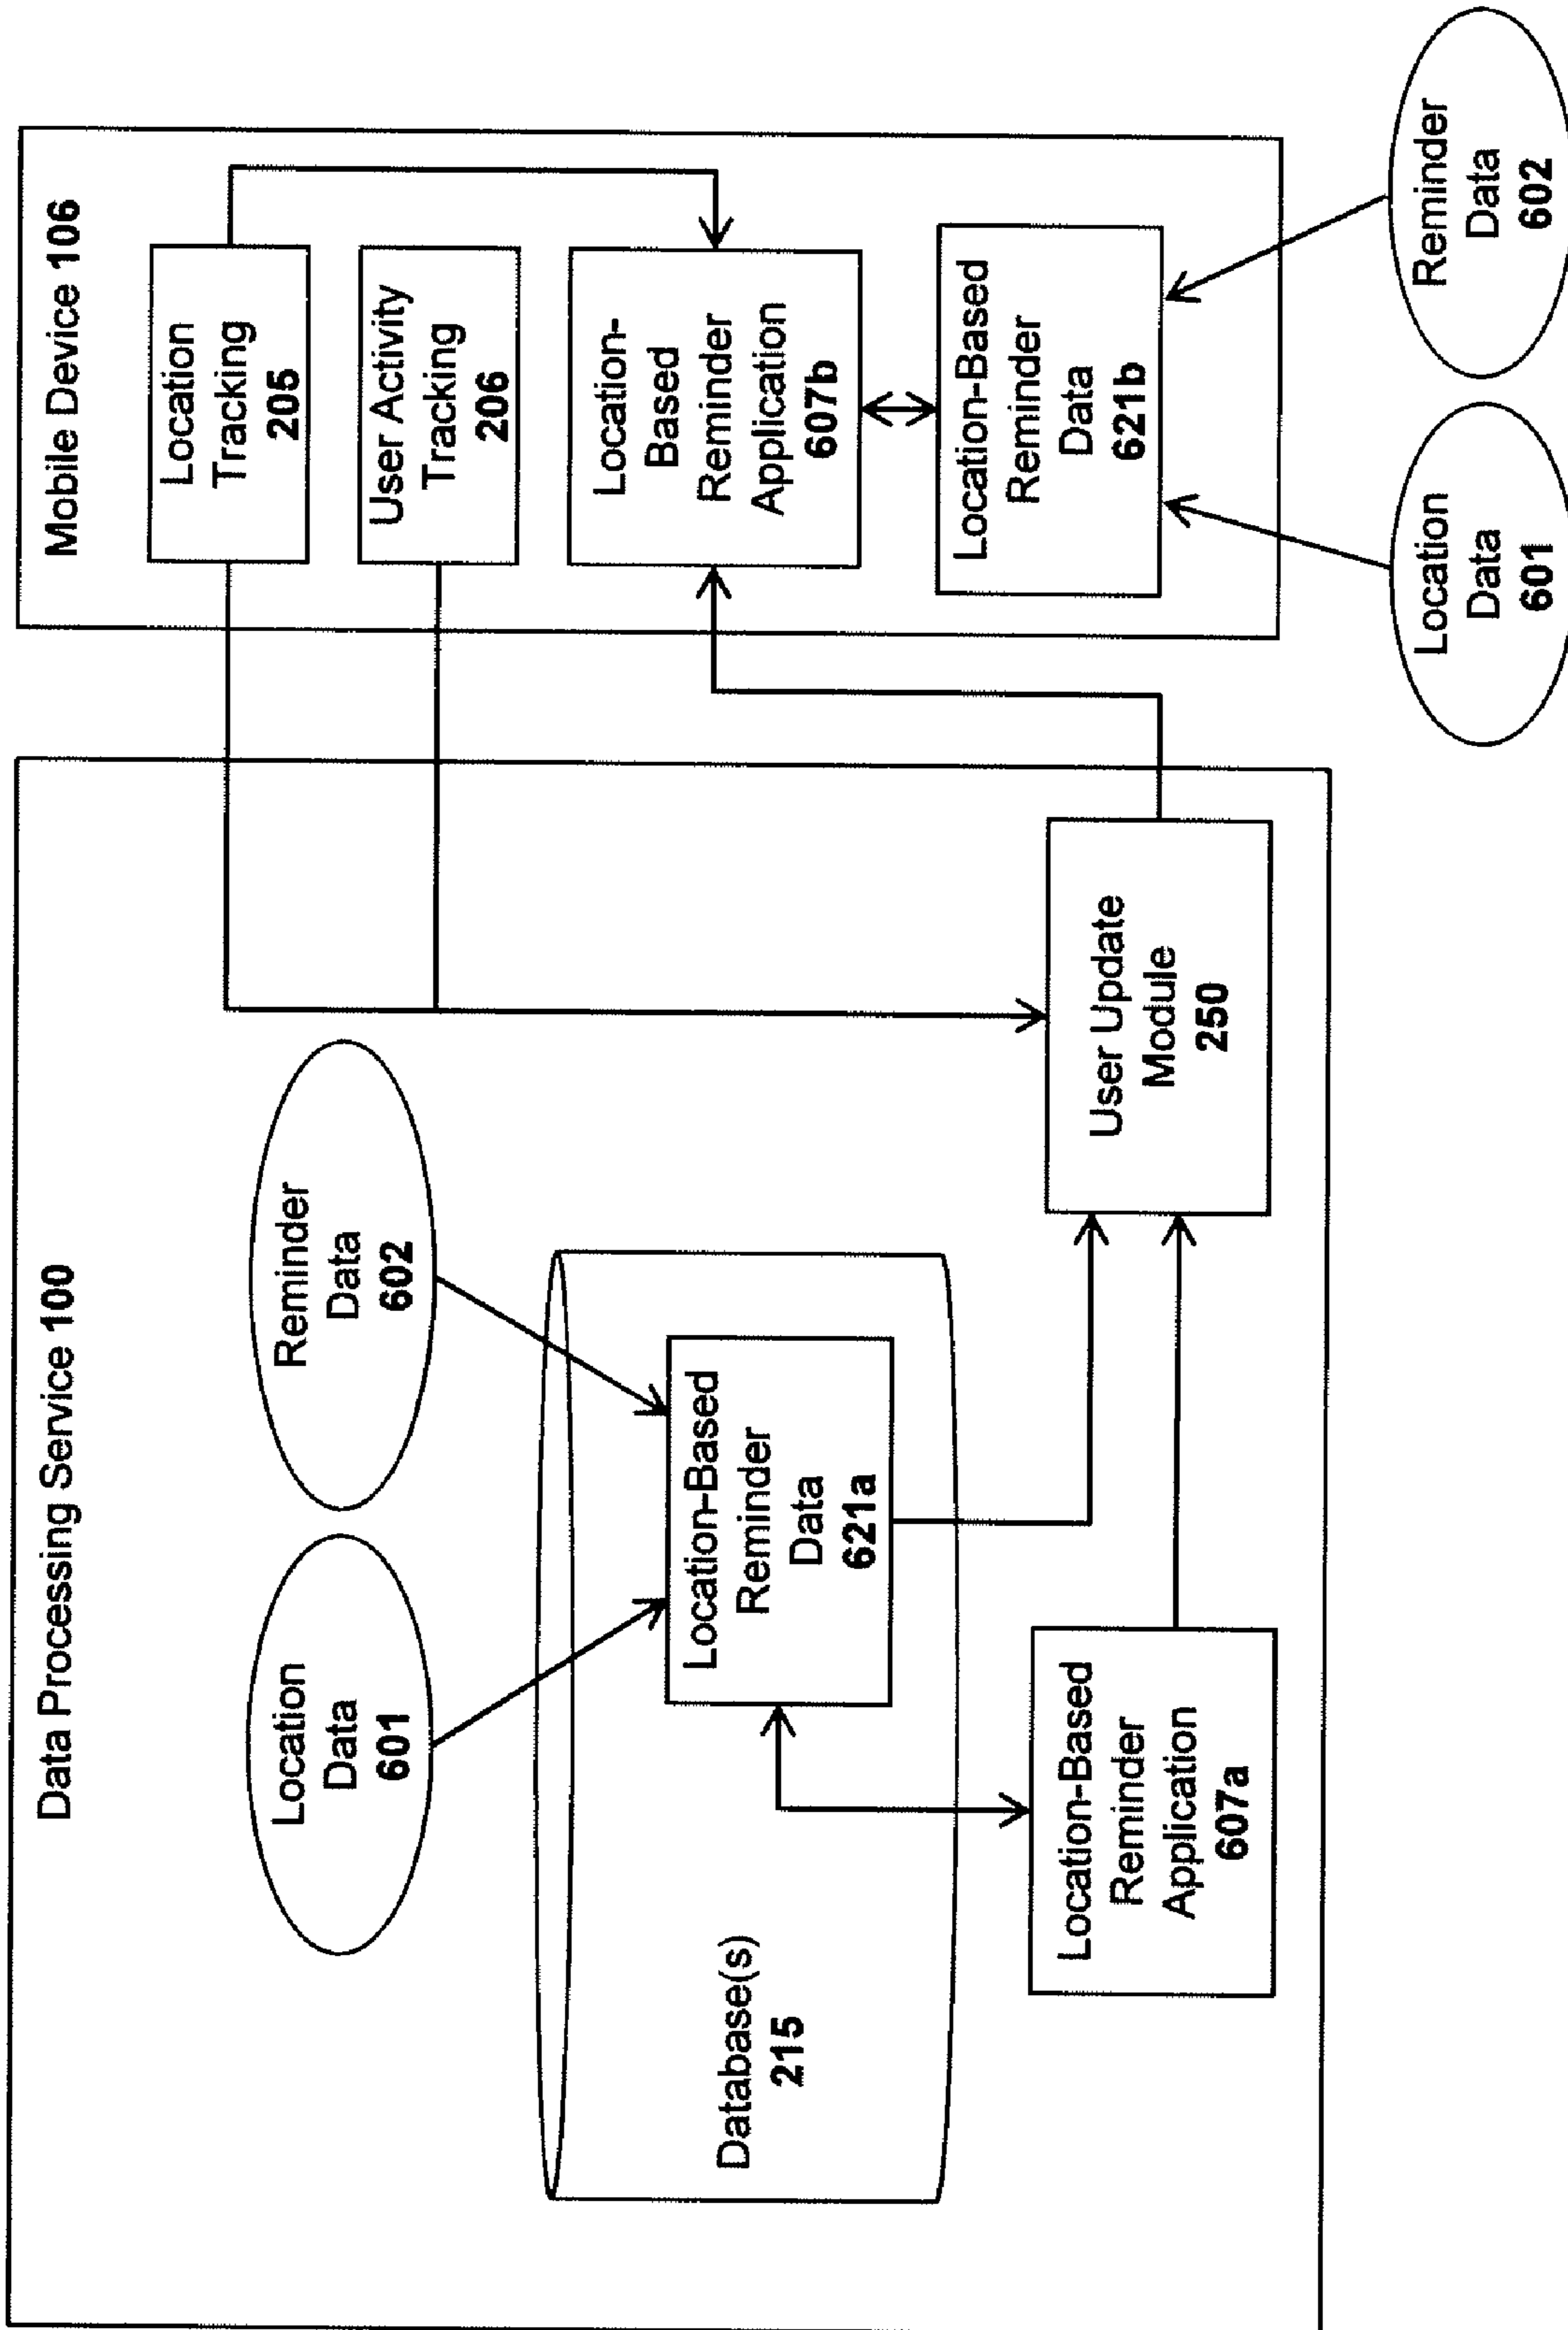 Data Processing Service 100
Location
Data
601
Reminder
Data
602
Database(s)
215
Location-Based
Reminder
Data
621a
Location-Based
Reminder
Application
607a
User Update
Module
250
Mobile Device 106
Location
Tracking
205
User Activity
Tracking
206
Location-
Based
Reminder
Application
607b
Location-Based
Reminder
Data
621b
Location
Data
601
Reminder
Data
602